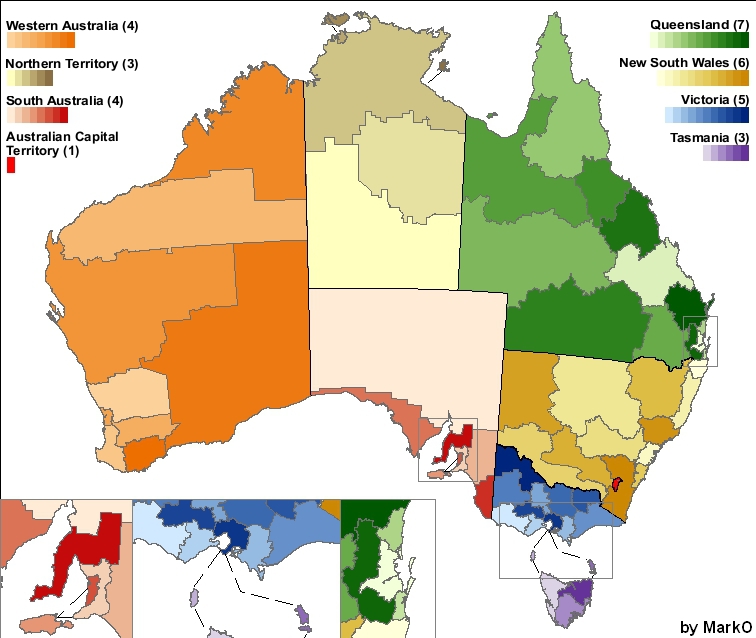 Western Australia (4)
Northern Territory (3)
South Australia (4)
Australian Capital
Territory (1)
Queensland (7)
New South Wales (6)
Victoria (5)
Tasmania (3)
by MarkO